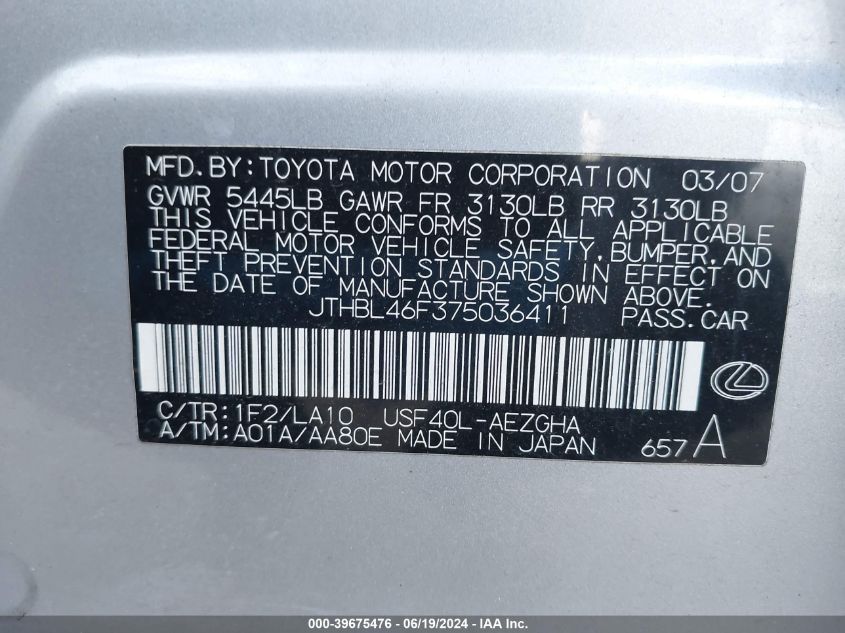 MFD.BY:TOYOTA MOTOR CORPORATION 03/07
GVWR 5445LB GAWR FR 3130LB RR 3130LB
THIS VEHICLE CONFORMS TO ALL APPLICABLE
FEDERAL MOTOR VEHICLE SAFETY,BUMPER,AND
THEFT PREVENTION STANDARDS IN EFFECT ON
THE DATE OF MANUFACTURE SHOWN ABOVE.
JTHBL46F375036411 PASS.CAR
C/TR:1F2/LA10 USF40L-AEZGHA
A/TM:A01A/AA80E MADE IN JAPAN 657A
000-39675476 - 06/19/2024 - IAA Inc.